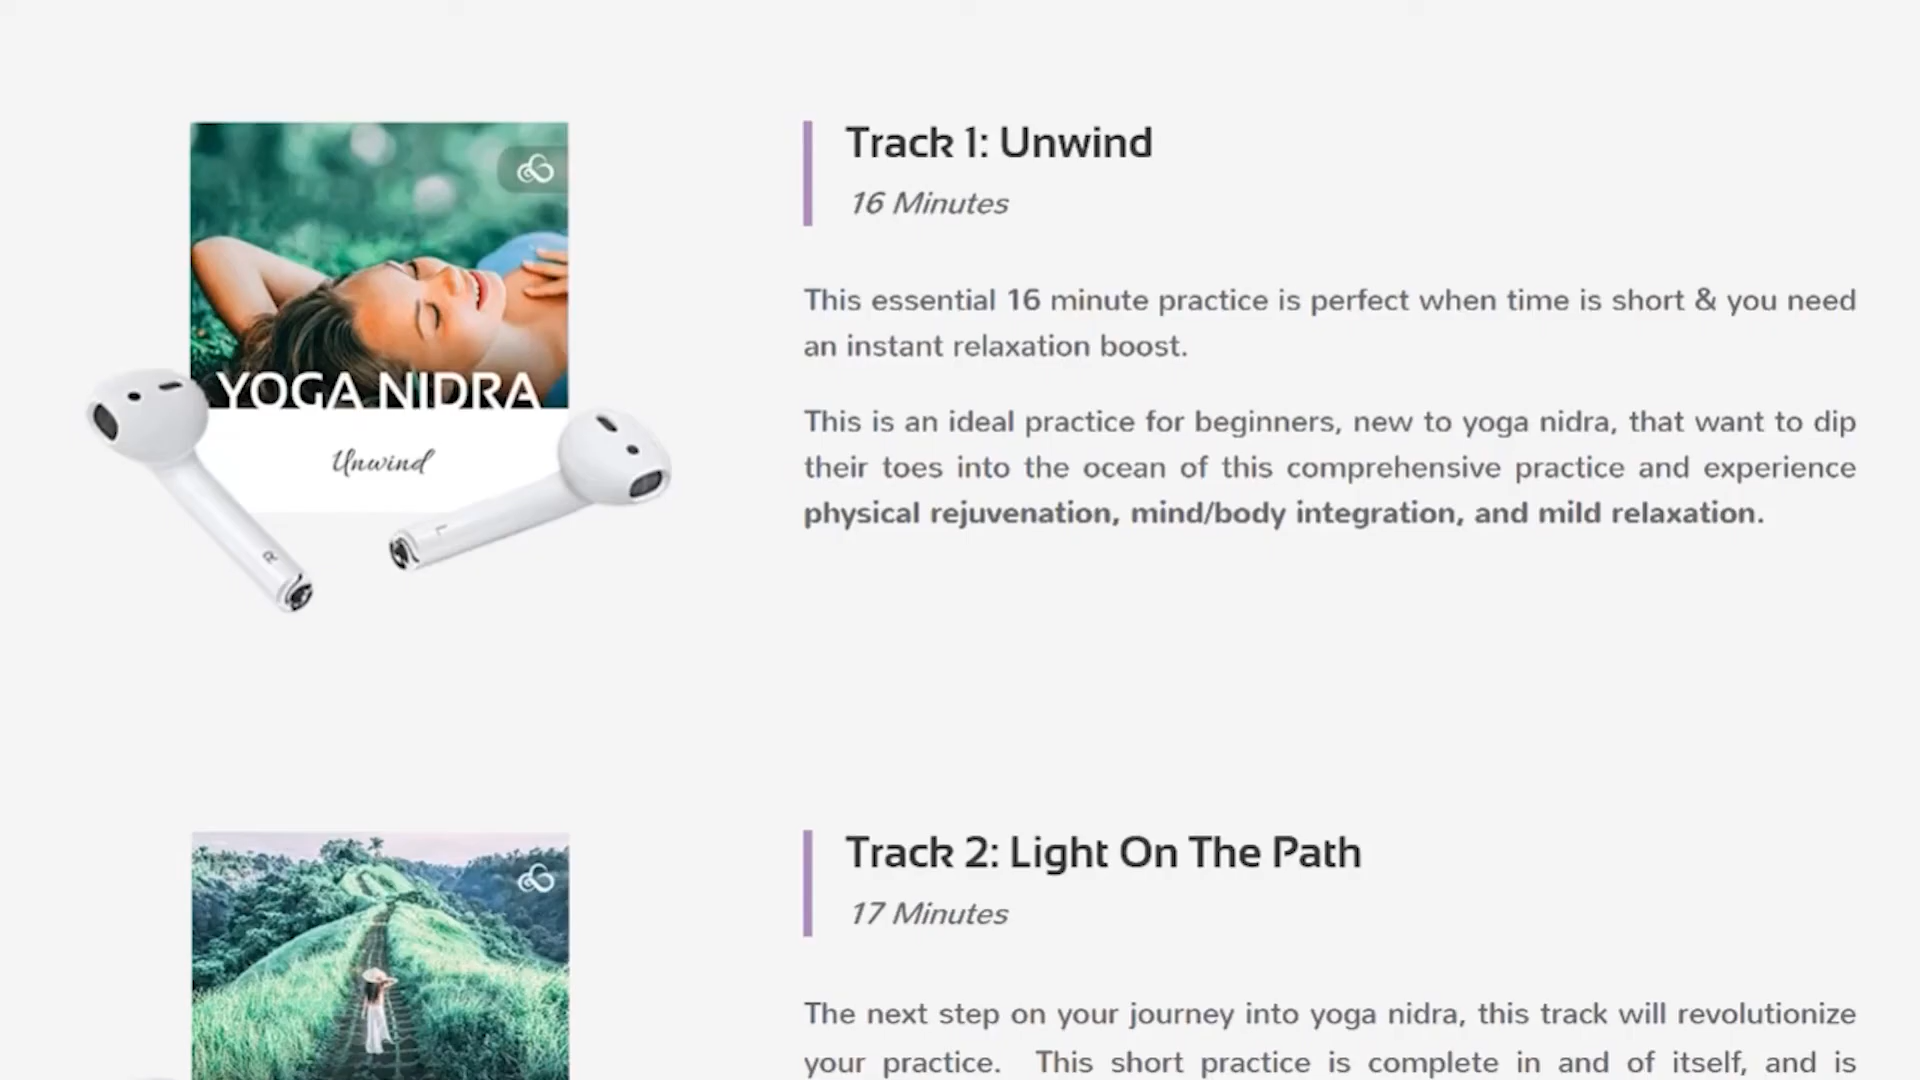 YOGA NIDRA
Unwind
R
L
Track 1: Unwind
16 Minutes
This essential 16 minute practice is perfect when time is short & you need
an instant relaxation boost.
This is an ideal practice for beginners, new to yoga nidra, that want to dip
their toes into the ocean of this comprehensive practice and experience
physical rejuvenation, mind/body integration, and mild relaxation.
Track 2: Light On The Path
17 Minutes
The next step on your journey into yoga nidra, this track will revolutionize
your practice. This short practice is complete in and of itself, and is